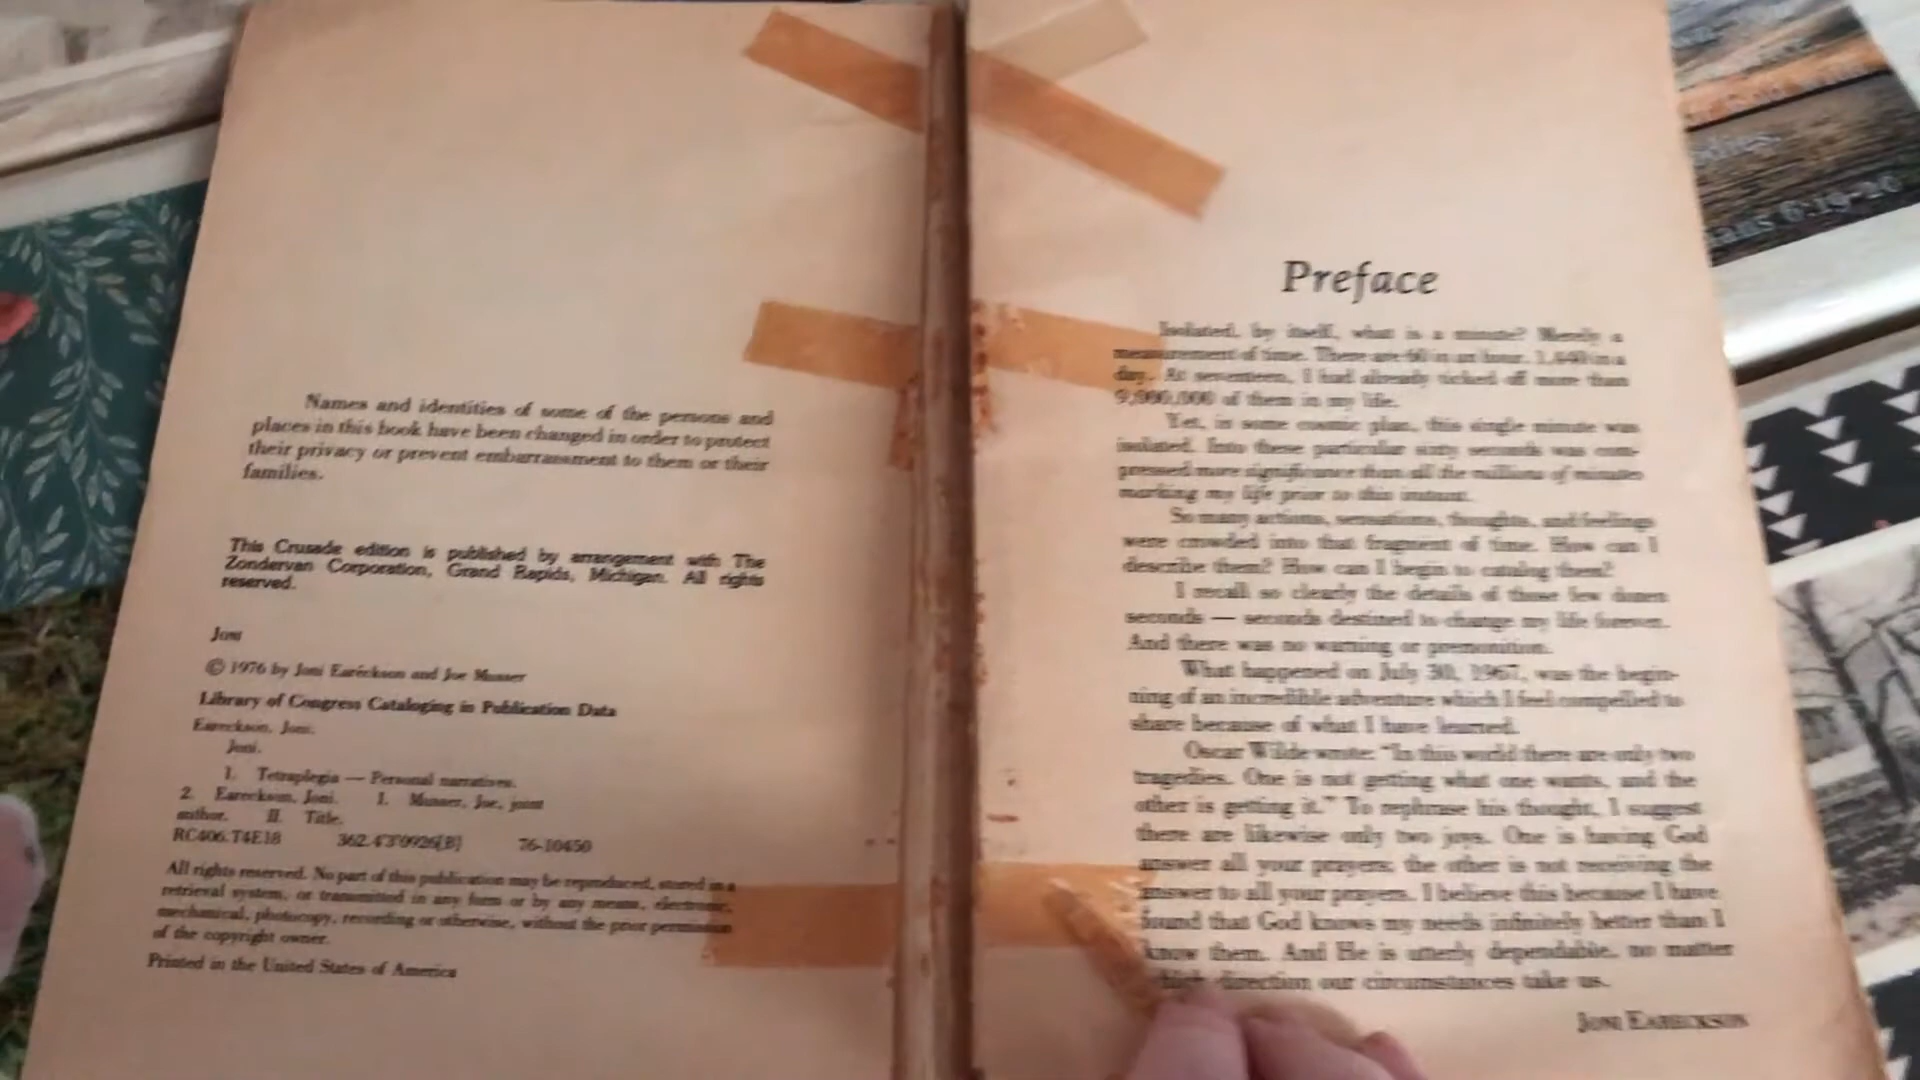 Names and identities of some of the persons and
places in this book have been changed in order to protect
their privacy or prevent embarrassment to them or their
families.
This Crusade edition is published by arrangement with The
Zondervan Corporation, Grand Rapids, Michigan. All rights
reserved.
Joni
© 1976 by Joni Eareckson and Joe Musser
Library of Congress Cataloging in Publication Data
Eareckson, Joni.
Joni.
1. Tetraplegia — Personal narratives.
2. Eareckson, Joni. I. Musser, Joe, joint
author. II. Title.
RC406.T4E18 362.4'3'0926[B] 76-10450
All rights reserved. No part of this publication may be reproduced, stored in a
retrieval system, or transmitted in any form or by any means, electronic,
mechanical, photocopy, recording or otherwise, without the prior permission
of the copyright owner.
Printed in the United States of America
Preface
Isolated, by itself, what is a minute? Merely a
measurement of time. There are 60 in an hour, 1,440 in a
day. At seventeen, I had already ticked off more than
9,000,000 of them in my life.
Yet, in some cosmic plan, this single minute was
isolated. Into these particular sixty seconds was com-
pressed more significance than all the millions of minutes
marking my life prior to this instant.
So many actions, sensations, thoughts, and feelings
were crowded into that fragment of time. How can I
describe them? How can I begin to catalog them?
I recall so clearly the details of those few dozen
seconds — seconds destined to change my life forever.
And there was no warning or premonition.
What happened on July 30, 1967, was the begin-
ning of an incredible adventure which I feel compelled to
share because of what I have learned.
Oscar Wilde wrote: "In this world there are only two
tragedies. One is not getting what one wants, and the
other is getting it." To rephrase his thought, I suggest
there are likewise only two joys. One is having God
answer all your prayers; the other is not receiving the
answer to all your prayers. I believe this because I have
found that God knows my needs infinitely better than I
know them. And He is utterly dependable, no matter
which direction our circumstances take us.
JONI EARECKSON
6:19-20